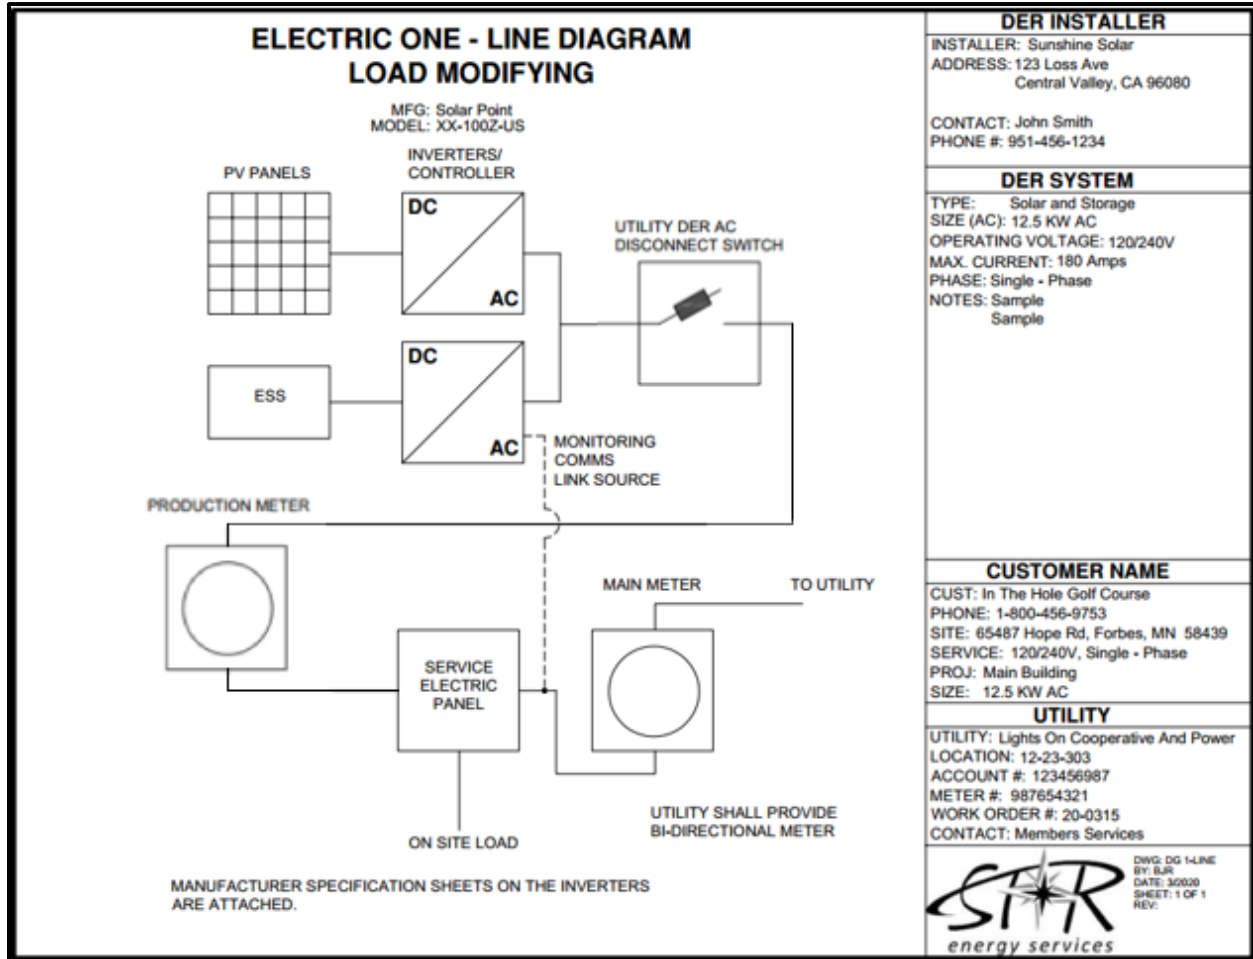 ELECTRIC ONE - LINE DIAGRAM
LOAD MODIFYING
MFG: Solar Point
MODEL: XX-100Z-US
PV PANELS
INVERTERS/
CONTROLLER
DC
AC
UTILITY DER AC
DISCONNECT SWITCH
ESS
DC
AC
MONITORING
COMMS
LINK SOURCE
PRODUCTION METER
MAIN METER
TO UTILITY
SERVICE
ELECTRIC
PANEL
UTILITY SHALL PROVIDE
BI-DIRECTIONAL METER
ON SITE LOAD
MANUFACTURER SPECIFICATION SHEETS ON THE INVERTERS
ARE ATTACHED.
DER INSTALLER
INSTALLER: Sunshine Solar
ADDRESS: 123 Loss Ave
Central Valley, CA 96080
CONTACT: John Smith
PHONE #: 951-456-1234
DER SYSTEM
TYPE: Solar and Storage
SIZE (AC): 12.5 KW AC
OPERATING VOLTAGE: 120/240V
MAX. CURRENT: 180 Amps
PHASE: Single - Phase
NOTES: Sample
Sample
CUSTOMER NAME
CUST: In The Hole Golf Course
PHONE: 1-800-456-9753
SITE: 65487 Hope Rd, Forbes, MN 58439
SERVICE: 120/240V, Single - Phase
PROJ: Main Building
SIZE: 12.5 KW AC
UTILITY
UTILITY: Lights On Cooperative And Power
LOCATION: 12-23-303
ACCOUNT #: 123456987
METER #: 987654321
WORK ORDER #: 20-0315
CONTACT: Members Services
STAR
energy services
DWG: DG 1-LINE
BY: BJR
DATE: 3/2020
SHEET: 1 OF 1
REV: